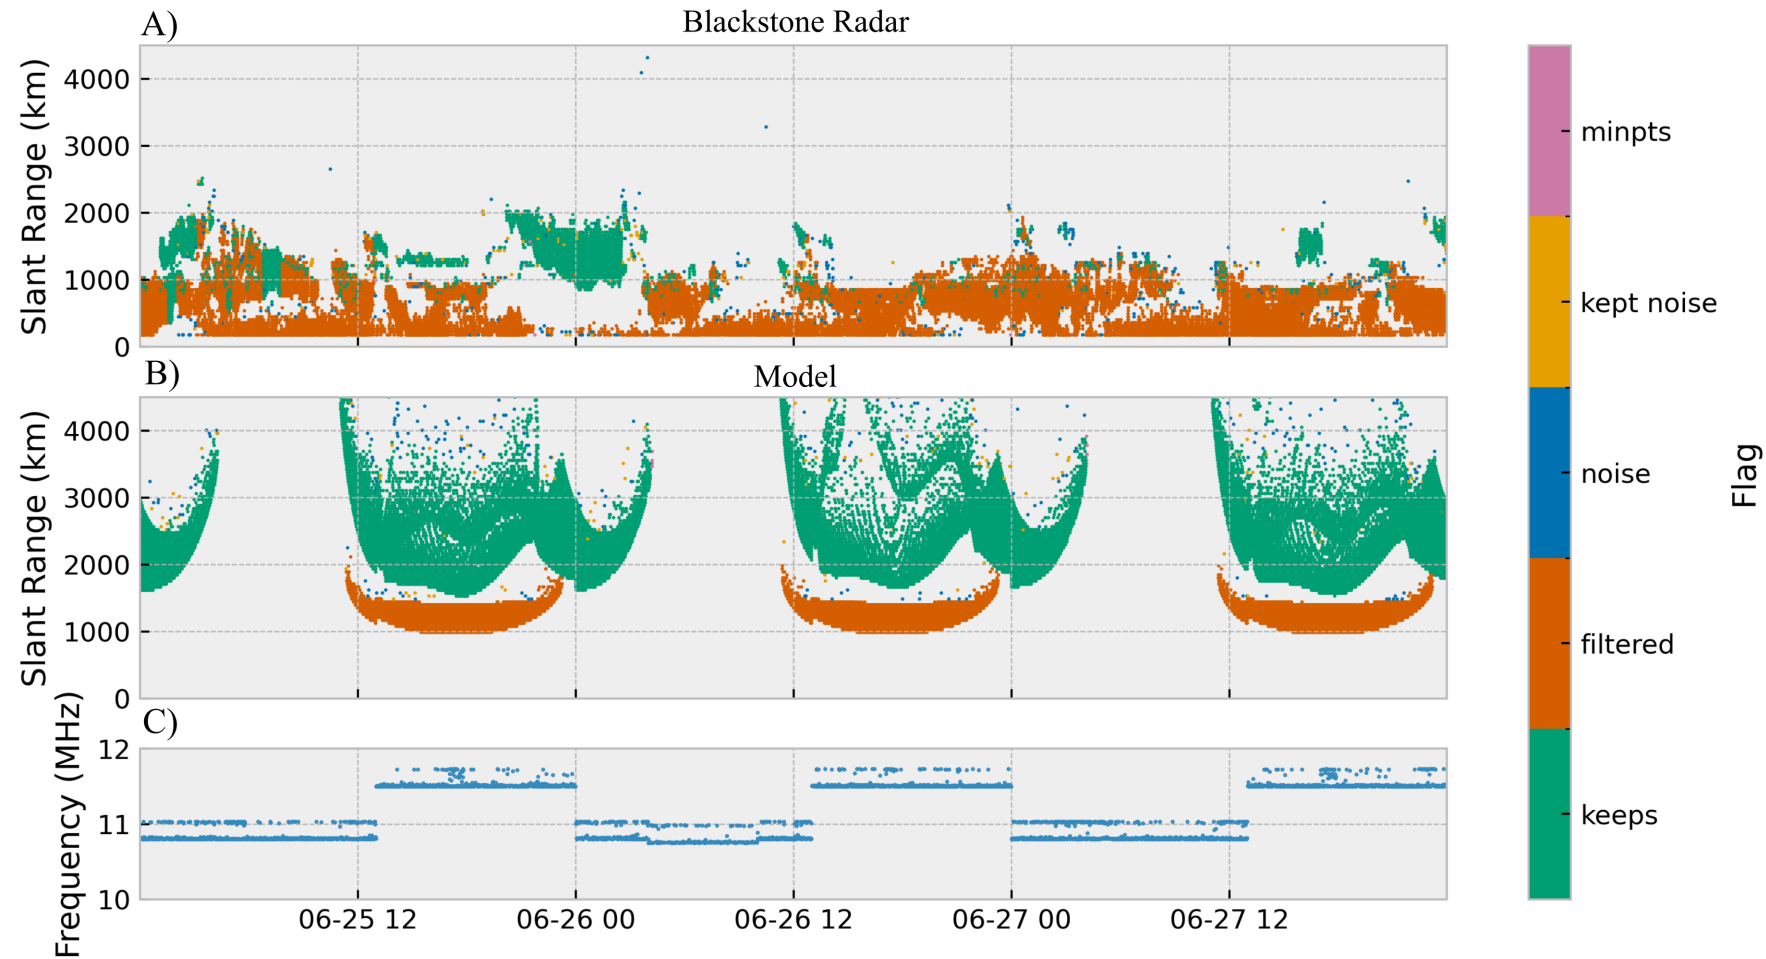 A)
Blackstone Radar
Slant Range (km)
4000
3000
2000
1000
0
B)
Model
Slant Range (km)
4000
3000
2000
1000
0
C)
Frequency (MHz)
12
11
10
06-25 12
06-26 00
06-26 12
06-27 00
06-27 12
minpts
kept noise
noise
filtered
keeps
Flag